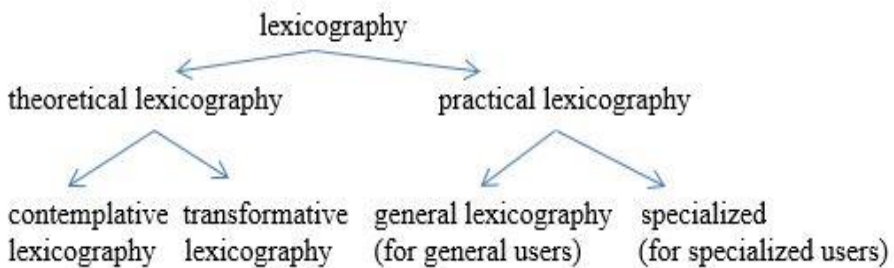 lexicography
theoretical lexicography
practical lexicography
contemplative
lexicography
transformative
lexicography
general lexicography
(for general users)
specialized
(for specialized users)